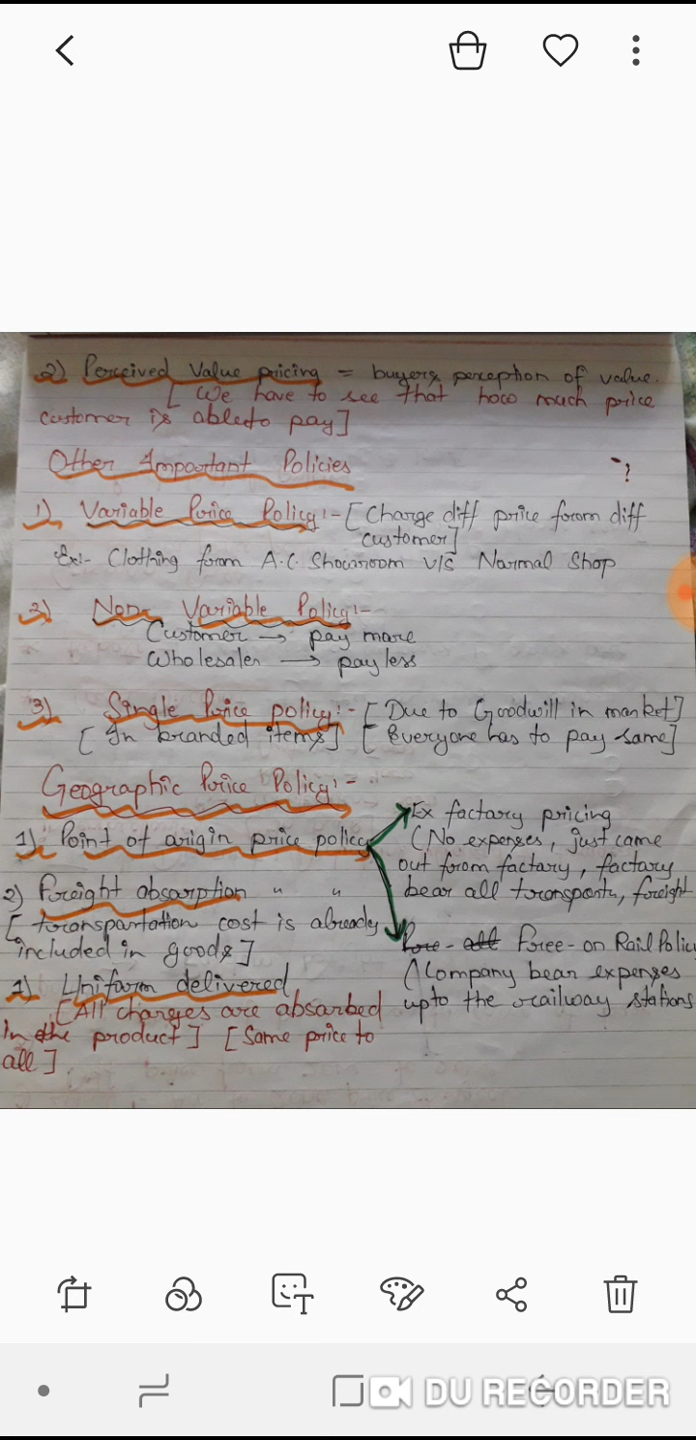 2) Perceived Value pricing = buyers perception of value.
[ We have to see that how much price
customer is able to pay]
Other Important Policies
1) Variable Price Policy:- [Charge diff price from diff
customer]
Ex:- Clothing from A.C. Showroom v/s Normal Shop
2) Non Variable Policy:-
Customer → pay more
Wholesaler → pay less
3) Single Price policy:- [Due to Goodwill in market]
[In branded items] [Everyone has to pay same]
Geographic Price Policy:-
1) Point of origin price policy
2) Freight absorption " "
[transpartation cost is already
included in goods]
1) Uniform delivered
[All charges are absarbed
In the product] [Same price to
all]
Ex factory pricing
(No expenses, just came
out from factory, factory
bear all transports, freight
Free-on Rail Polic
(Company bear expenses
upto the railway stations
DU RECORDER